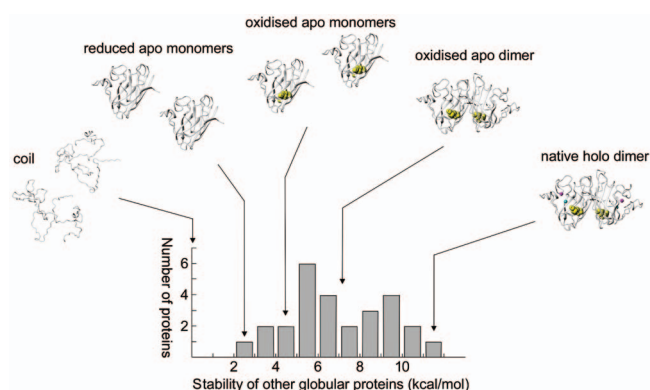 oxidised apo monomers
reduced apo monomers
oxidised apo dimer
coil
native holo dimer
Number of proteins
6
4
2
2 4 6 8 10
Stability of other globular proteins (kcal/mol)